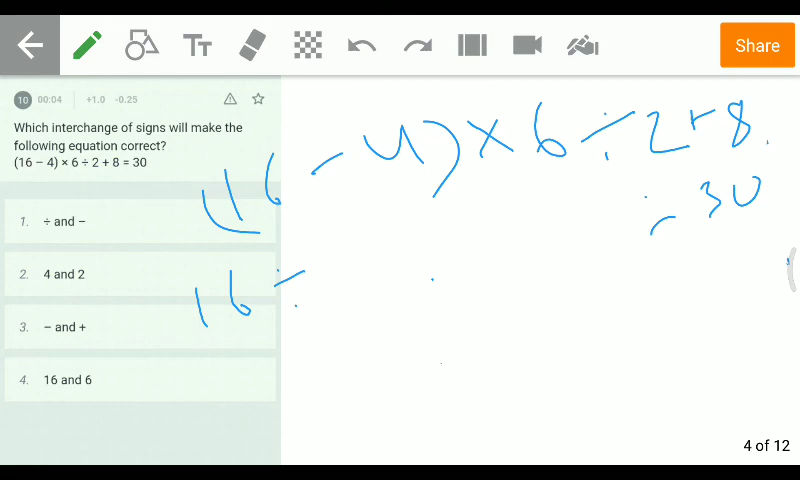 Share
10 00:04 +1.0 -0.25
Which interchange of signs will make the
following equation correct?
(16 − 4) × 6 ÷ 2 + 8 = 30
1. ÷ and −
2. 4 and 2
3. − and +
4. 16 and 6
(16 - 4) × 6 ÷ 2 + 8
= 30
16 ÷
4 of 12